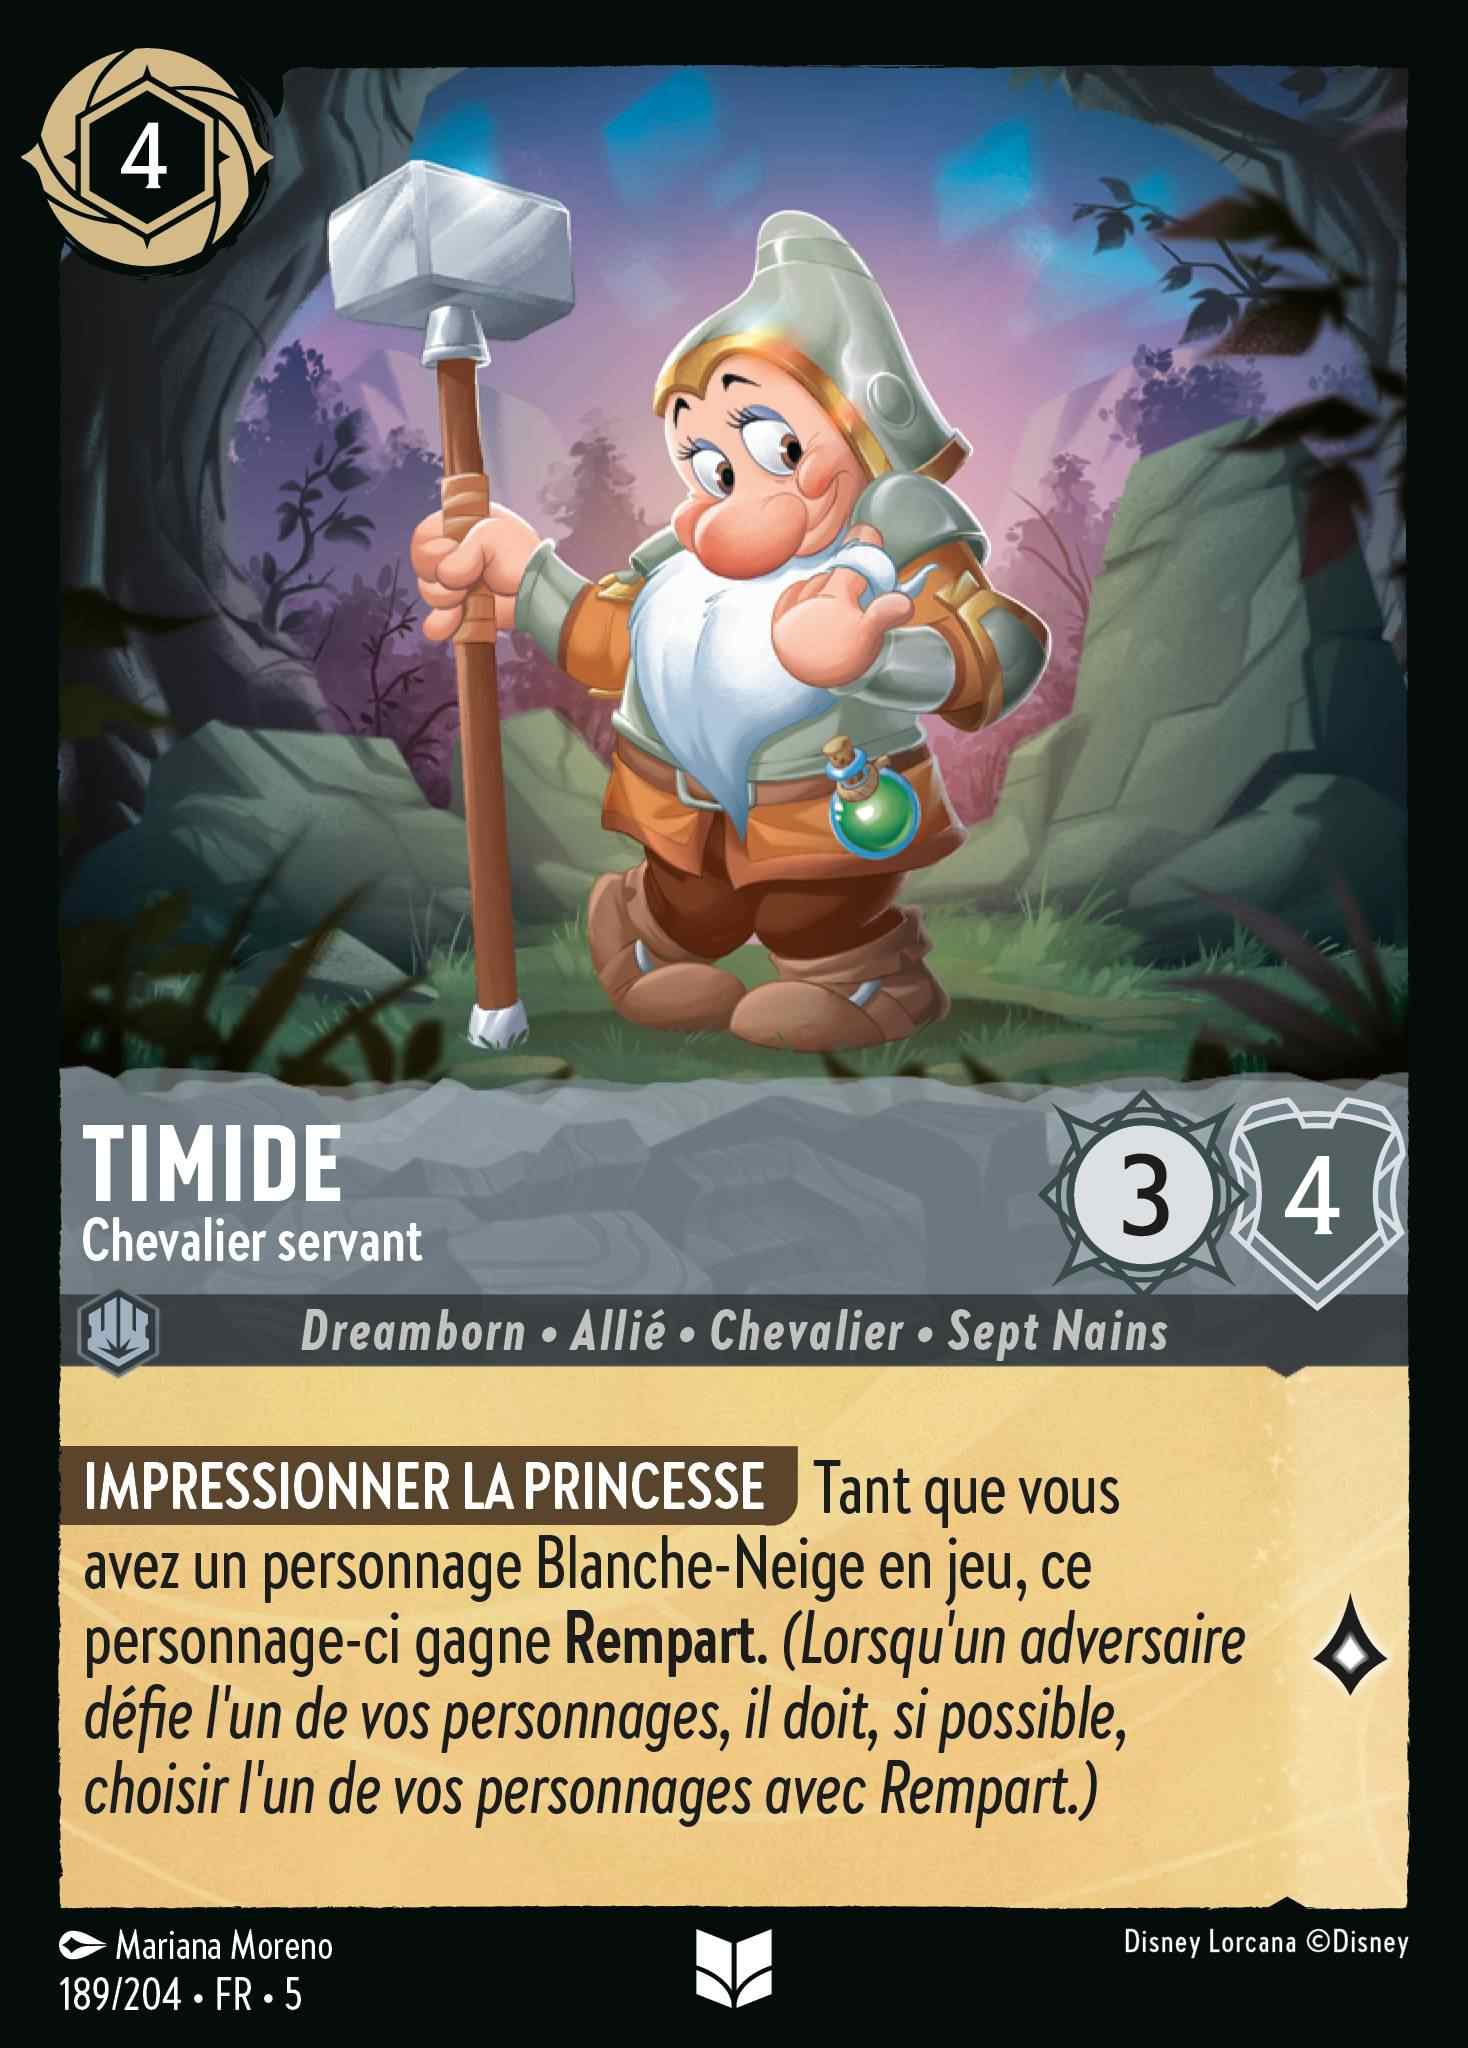 4
TIMIDE
Chevalier servant
3
4
Dreamborn • Allié • Chevalier • Sept Nains
IMPRESSIONNER LA PRINCESSE Tant que vous
avez un personnage Blanche-Neige en jeu, ce
personnage-ci gagne Rempart. (Lorsqu'un adversaire
défie l'un de vos personnages, il doit, si possible,
choisir l'un de vos personnages avec Rempart.)
Mariana Moreno
Disney Lorcana ©Disney
189/204 • FR • 5